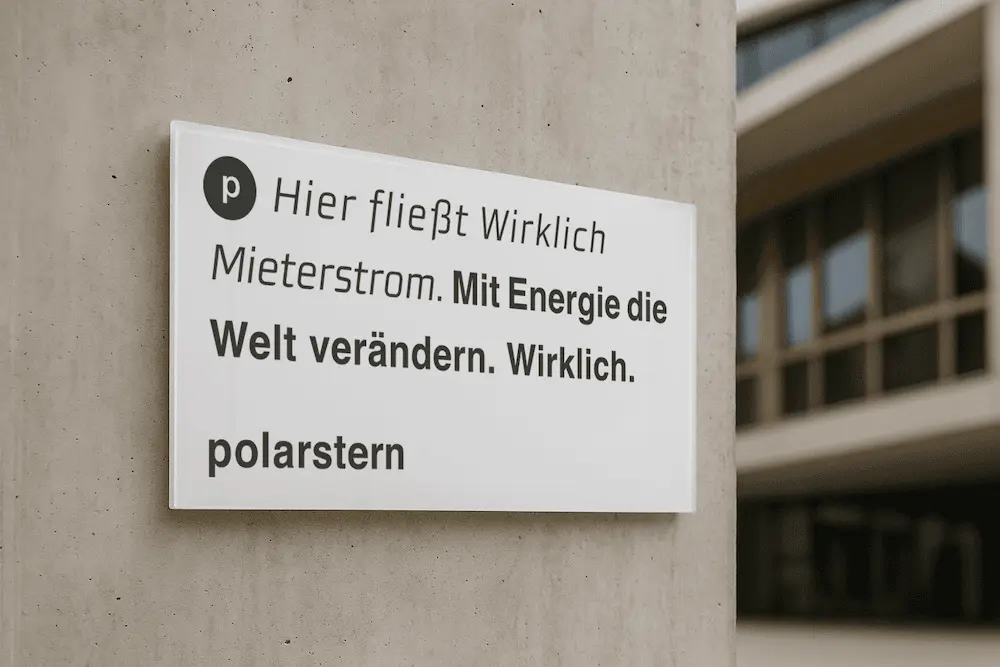 p Hier fließt Wirklich
Mieterstrom. Mit Energie die
Welt verändern. Wirklich.
polarstern